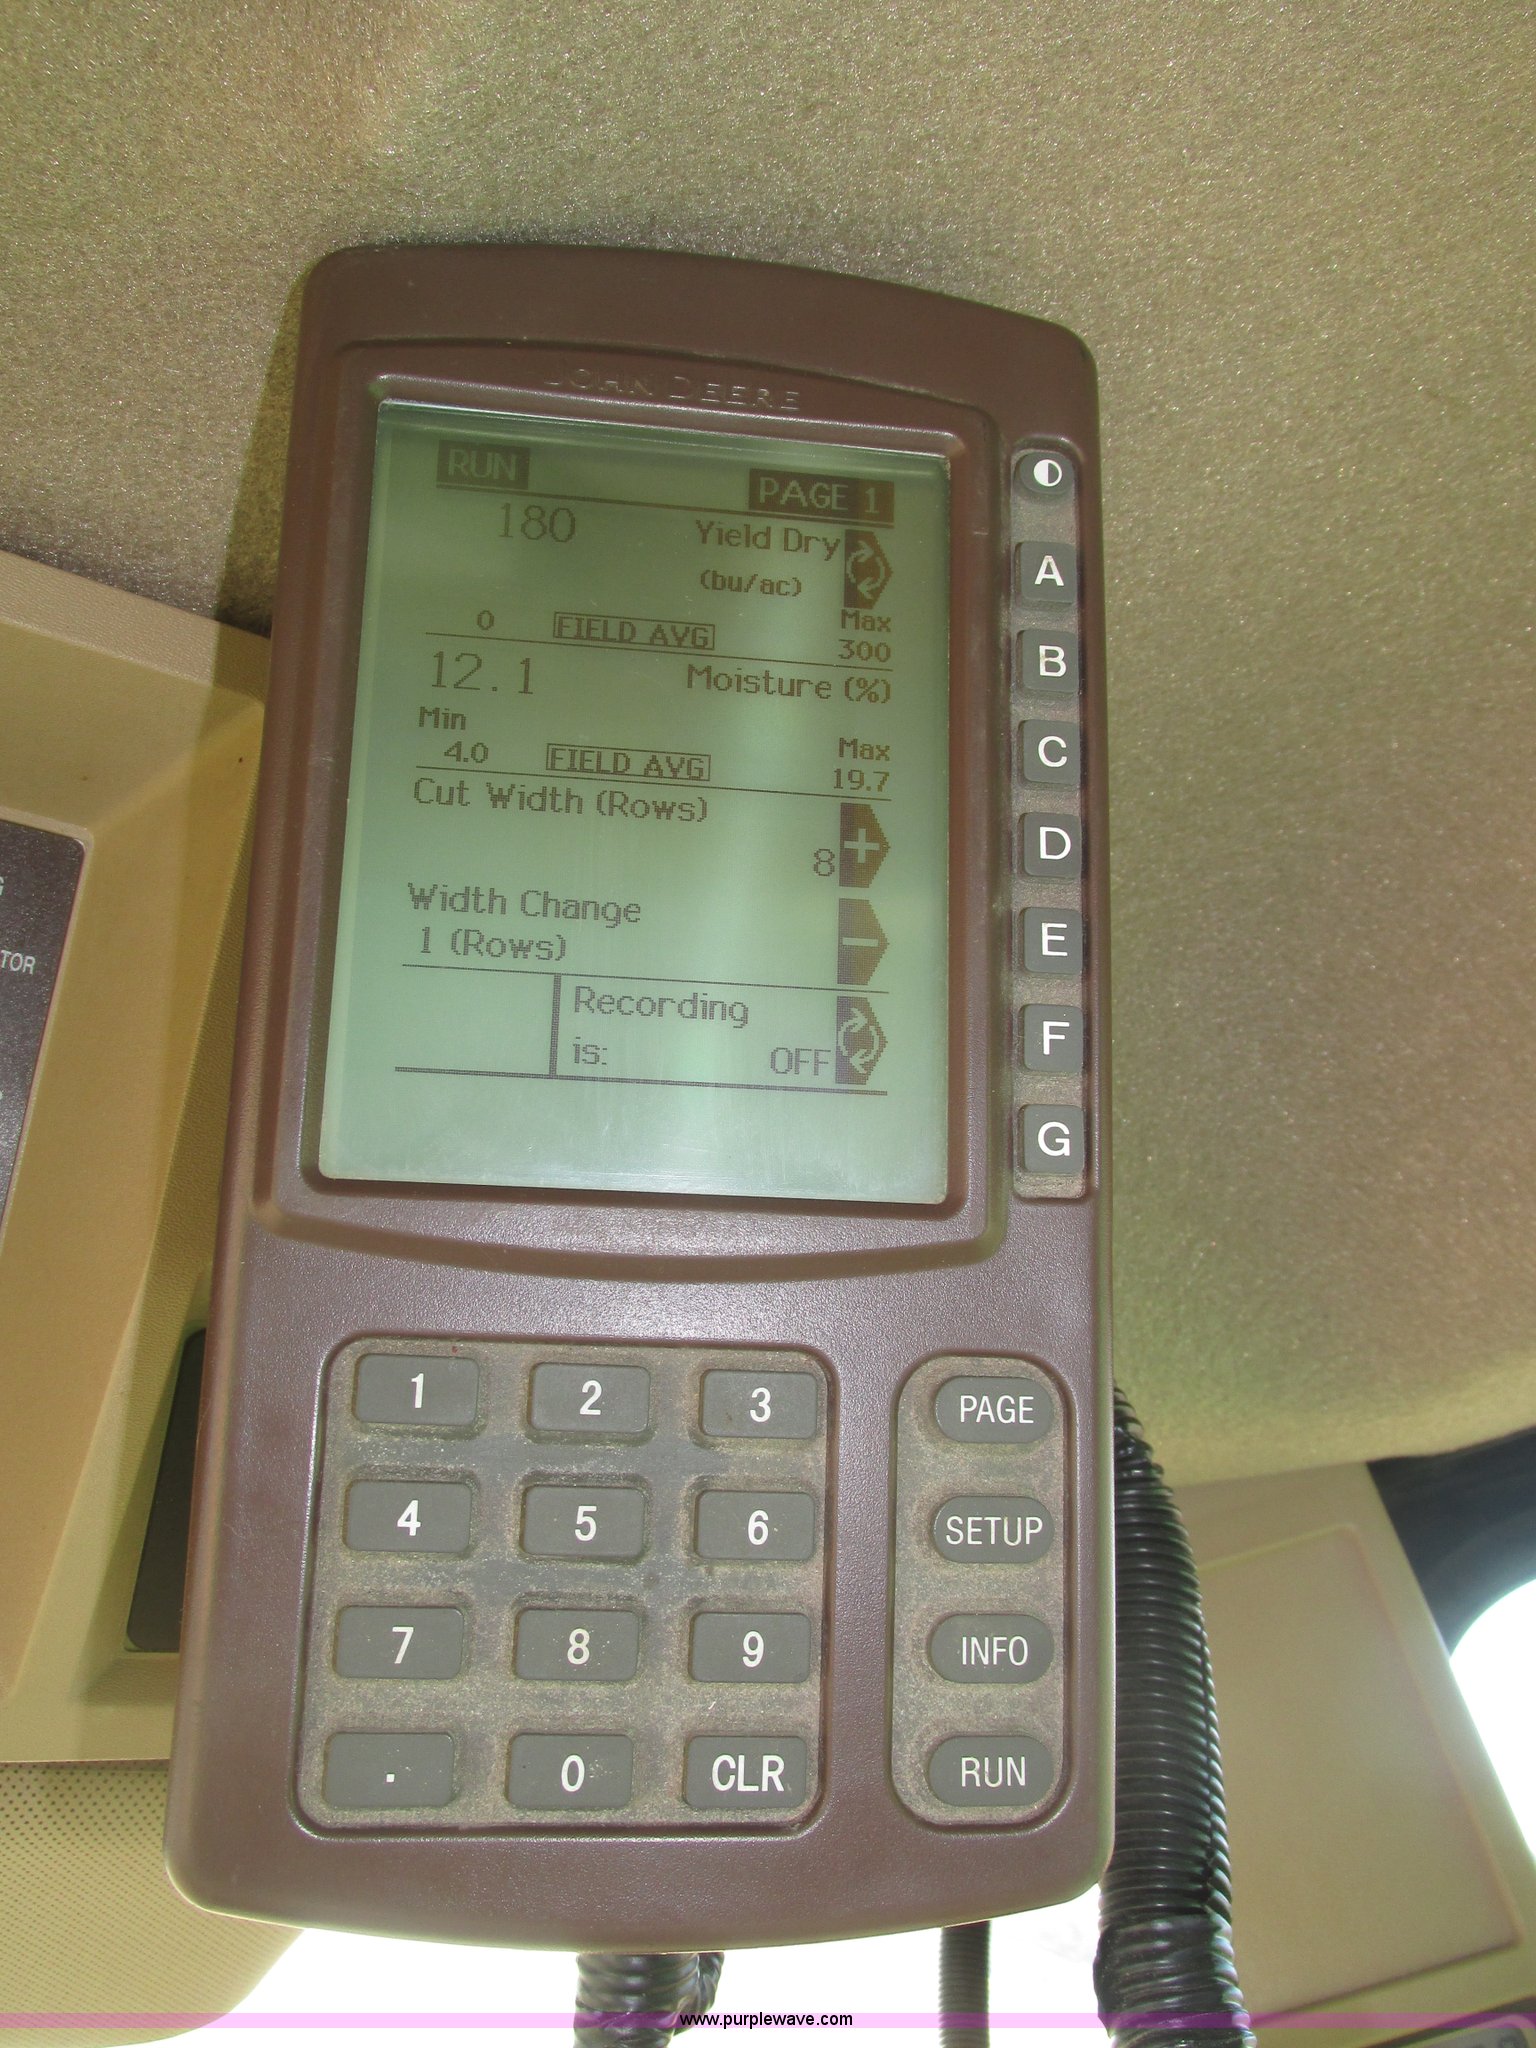 JOHN DEERE
RUN PAGE 1
180 Yield Dry
(bu/ac)
0 FIELD AVG Max
300
12.1 Moisture (%)
Min Max
4.0 FIELD AVG 19.7
Cut Width (Rows)
8 +
Width Change
1 (Rows) -
Recording
is: OFF
A
B
C
D
E
F
G
1 2 3 PAGE
4 5 6 SETUP
7 8 9 INFO
. 0 CLR RUN
TOR
www.purplewave.com